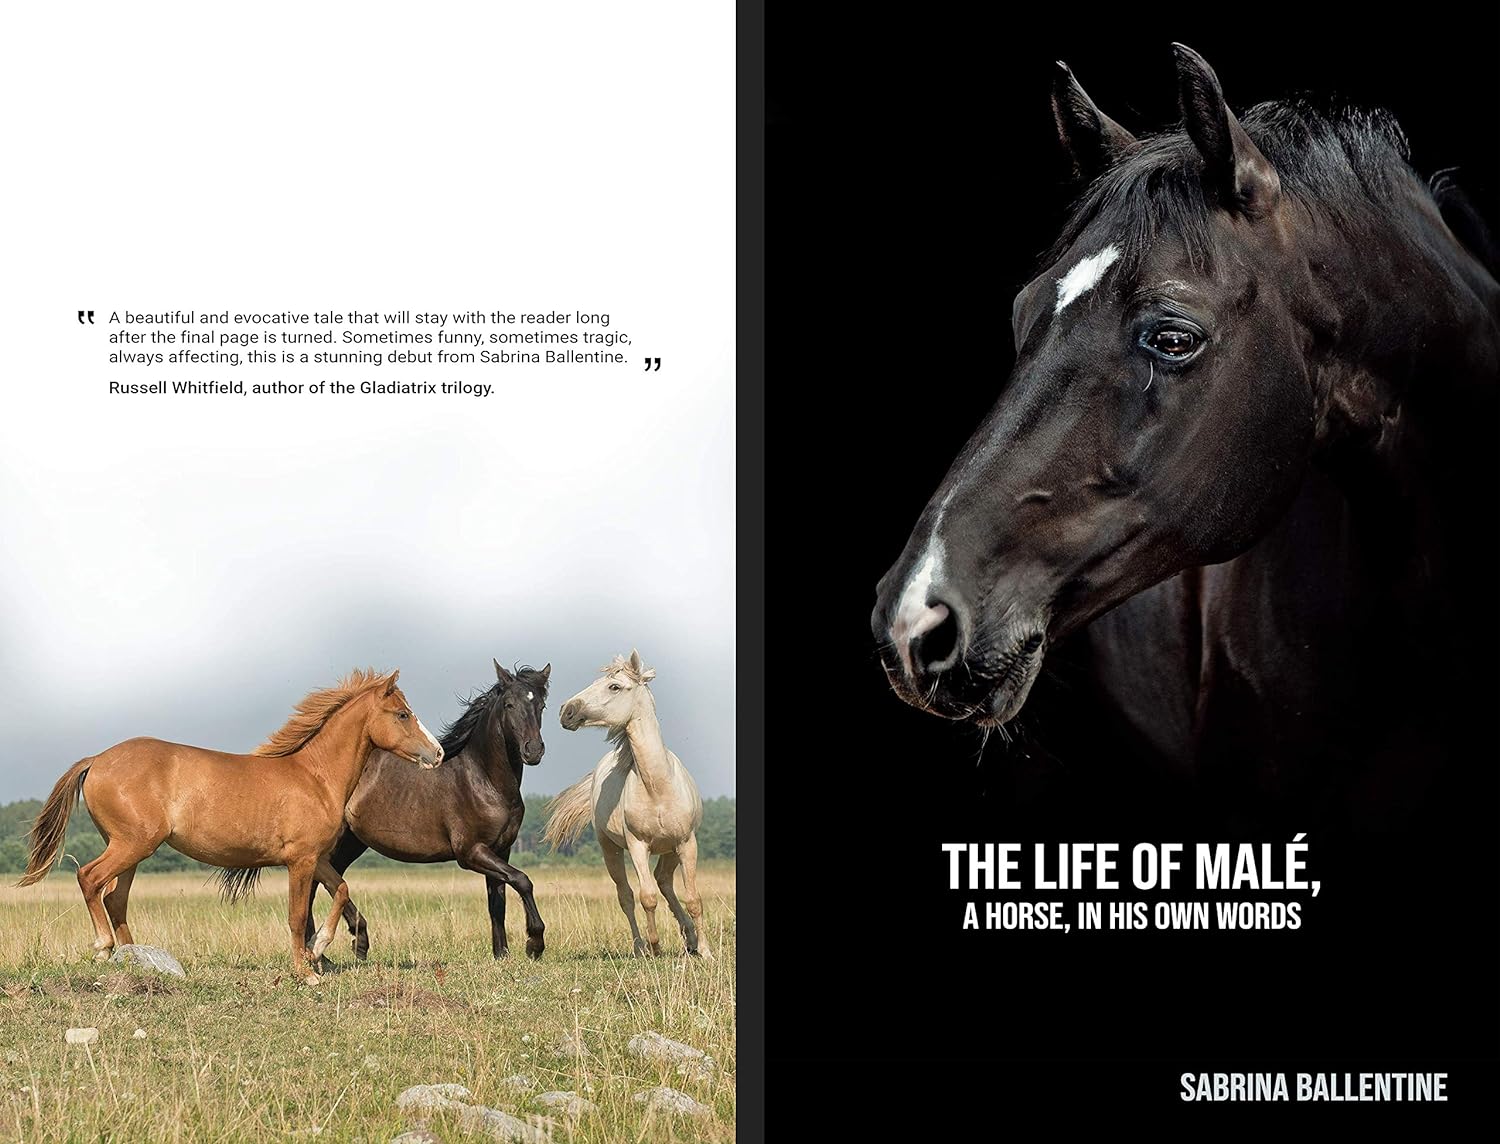 " A beautiful and evocative tale that will stay with the reader long
after the final page is turned. Sometimes funny, sometimes tragic,
always affecting, this is a stunning debut from Sabrina Ballentine. "
Russell Whitfield, author of the Gladiatrix trilogy.
THE LIFE OF MALÉ,
A HORSE, IN HIS OWN WORDS
SABRINA BALLENTINE